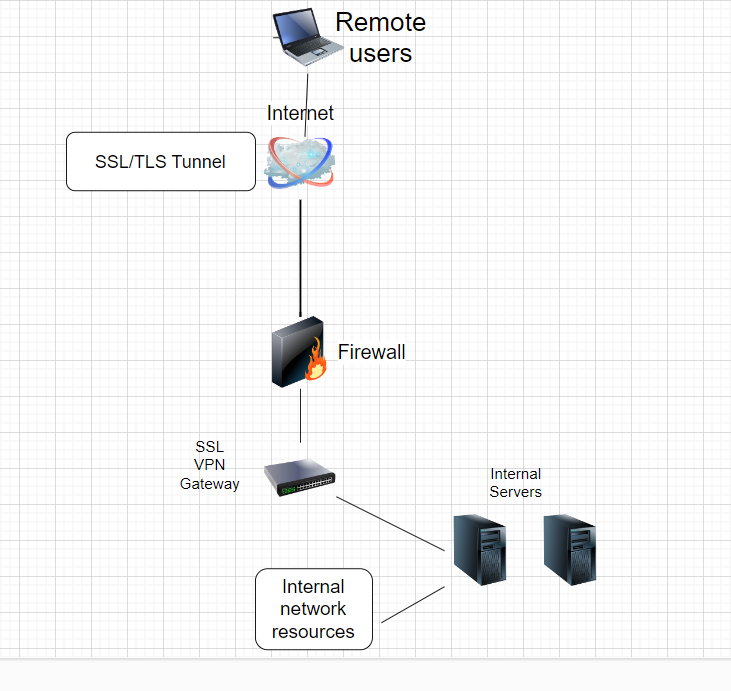 Remote
users
Internet
SSL/TLS Tunnel
Firewall
SSL
VPN
Gateway
Internal
Servers
Internal
network
resources